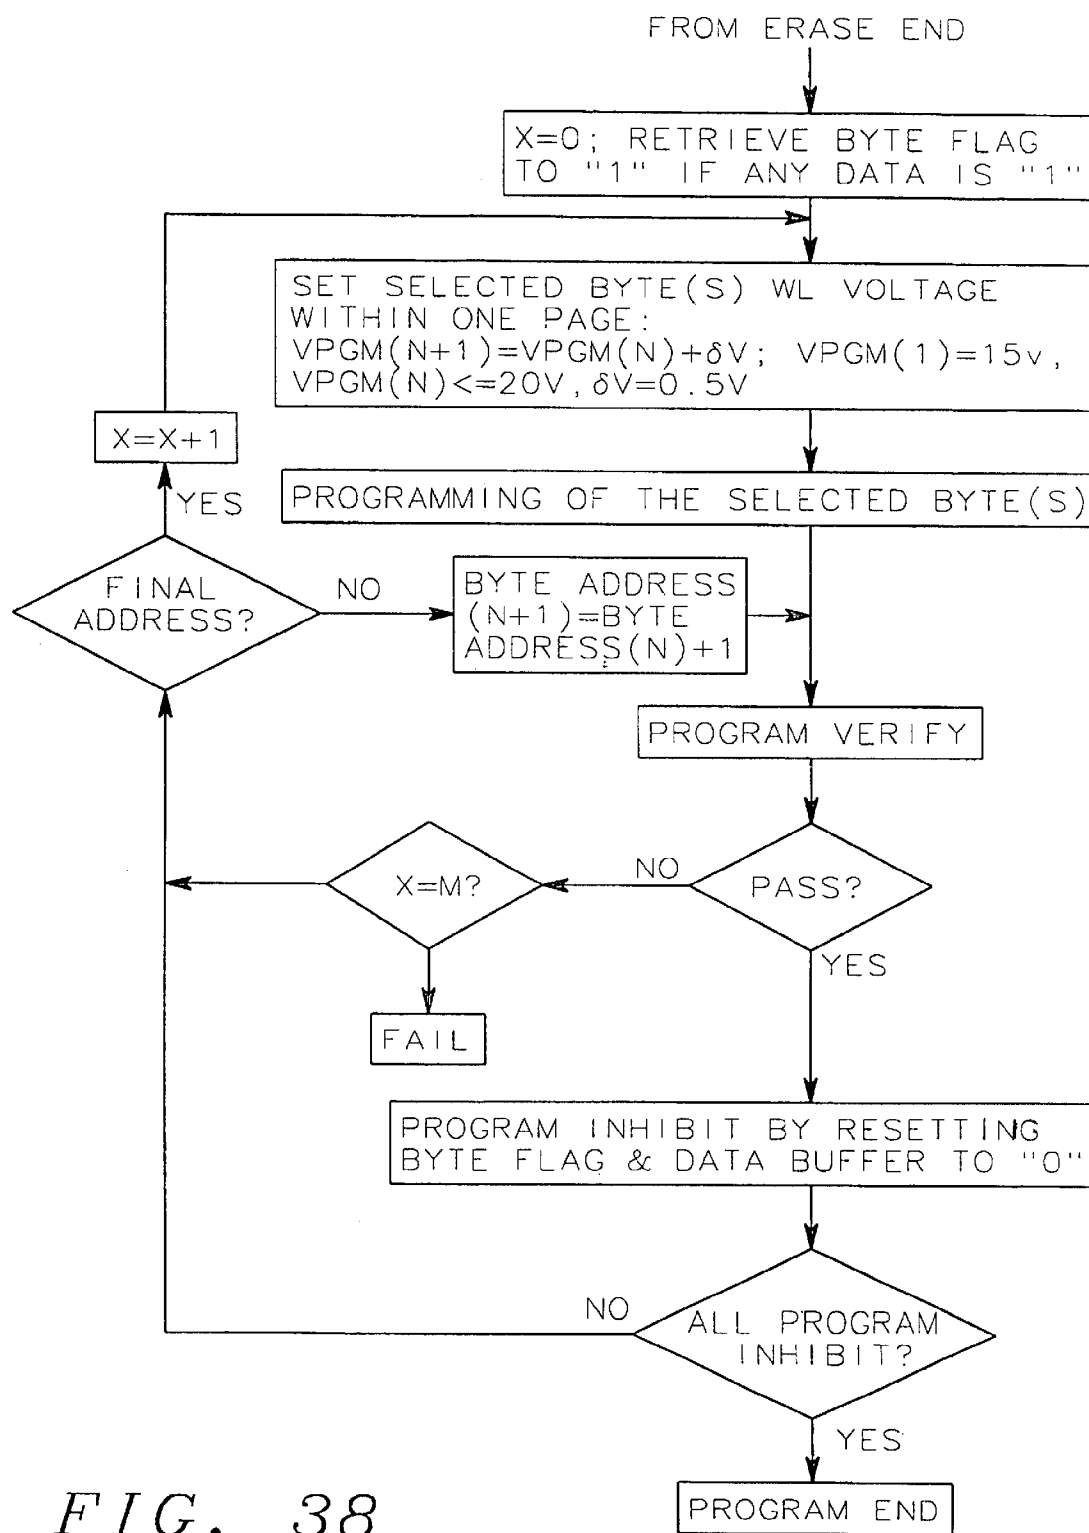 FROM ERASE END
X=0; RETRIEVE BYTE FLAG
TO "1" IF ANY DATA IS "1"
SET SELECTED BYTE(S) WL VOLTAGE
WITHIN ONE PAGE:
VPGM(N+1)=VPGM(N)+δV; VPGM(1)=15v,
VPGM(N)<=20V, δV=0.5V
X=X+1
YES
PROGRAMMING OF THE SELECTED BYTE(S)
FINAL
ADDRESS?
NO
BYTE ADDRESS
(N+1)=BYTE
ADDRESS(N)+1
PROGRAM VERIFY
X=M?
NO
PASS?
YES
FAIL
PROGRAM INHIBIT BY RESETTING
BYTE FLAG & DATA BUFFER TO "0"
NO
ALL PROGRAM
INHIBIT?
YES
PROGRAM END
FIG. 38